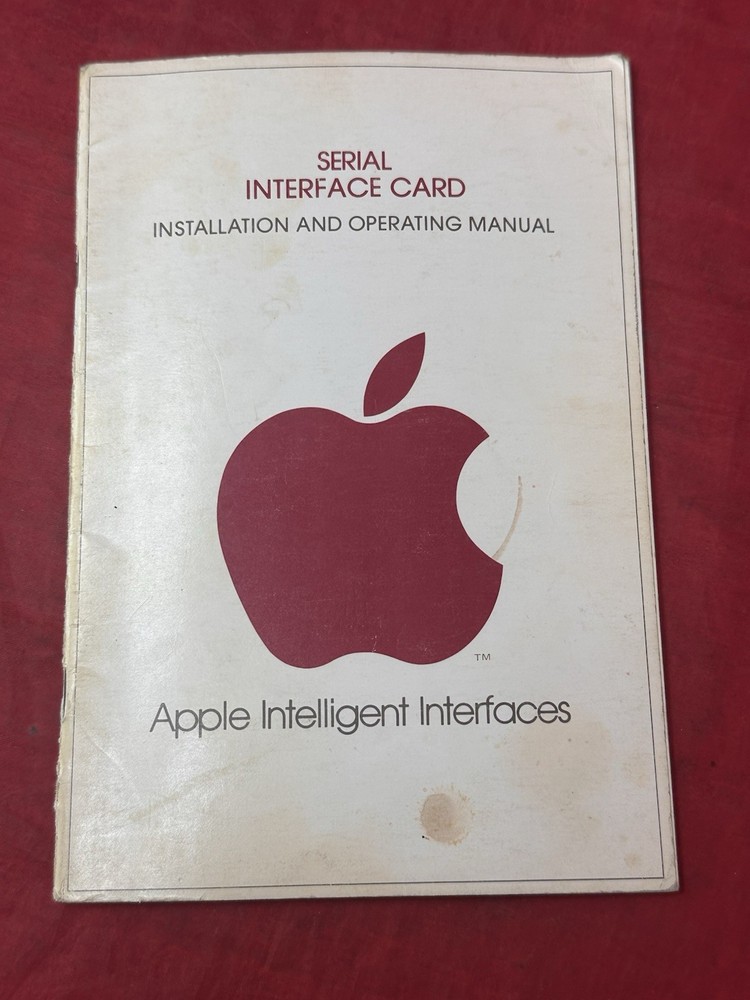 SERIAL
INTERFACE CARD
INSTALLATION AND OPERATING MANUAL
TM
Apple Intelligent Interfaces